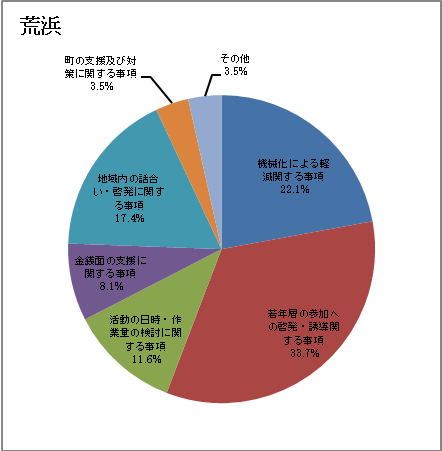 荒浜
町の支援及び対
策に関する事項
3.5%
その他
3.5%
機械化による軽
減関する事項
22.1%
若年層の参加へ
の啓発・誘導関
する事項
33.7%
活動の日時・作
業量の検討に関
する事項
11.6%
金銭面の支援に
関する事項
8.1%
地域内の話合
い・啓発に関す
る事項
17.4%